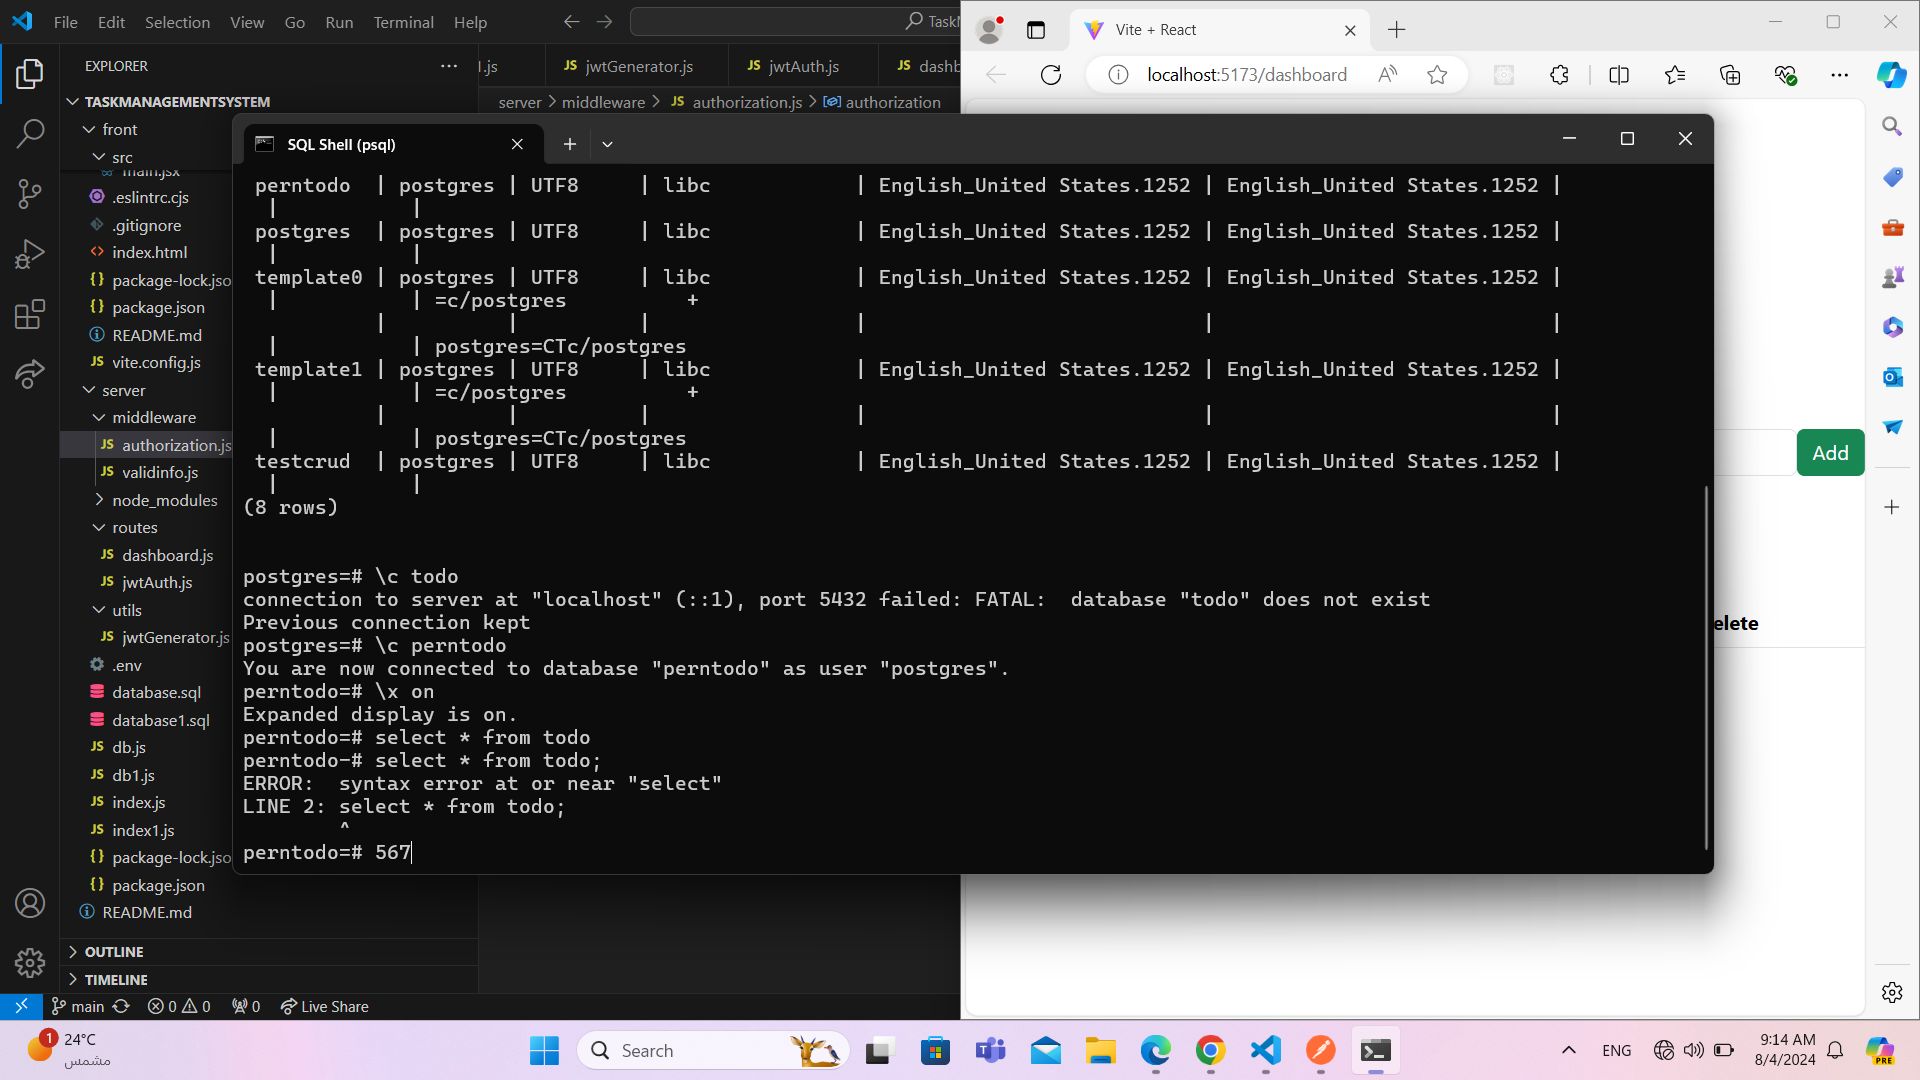 File Edit Selection View Go Run Terminal Help
TaskM
EXPLORER
TASKMANAGEMENTSYSTEM
front
src
main.jsx
.eslintrc.cjs
.gitignore
index.html
package-lock.jso
package.json
README.md
vite.config.js
server
middleware
authorization.js
validinfo.js
node_modules
routes
dashboard.js
jwtAuth.js
utils
jwtGenerator.js
.env
database.sql
database1.sql
db.js
db1.js
index.js
index1.js
package-lock.jso
package.json
README.md
OUTLINE
TIMELINE
main 0 0 0 Live Share
1.js jwtGenerator.js jwtAuth.js dashb
server > middleware > JS authorization.js > authorization
Vite + React
localhost:5173/dashboard
Add
elete
SQL Shell (psql)
perntodo | postgres | UTF8 | libc | English_United States.1252 | English_United States.1252 |
| |
postgres | postgres | UTF8 | libc | English_United States.1252 | English_United States.1252 |
| |
template0 | postgres | UTF8 | libc | English_United States.1252 | English_United States.1252 |
| | =c/postgres +
| | | | | |
| | postgres=CTc/postgres
template1 | postgres | UTF8 | libc | English_United States.1252 | English_United States.1252 |
| | =c/postgres +
| | | | | |
| | postgres=CTc/postgres
testcrud | postgres | UTF8 | libc | English_United States.1252 | English_United States.1252 |
| |
(8 rows)
postgres=# \c todo
connection to server at "localhost" (::1), port 5432 failed: FATAL:  database "todo" does not exist
Previous connection kept
postgres=# \c perntodo
You are now connected to database "perntodo" as user "postgres".
perntodo=# \x on
Expanded display is on.
perntodo=# select * from todo
perntodo-# select * from todo;
ERROR:  syntax error at or near "select"
LINE 2: select * from todo;
^
perntodo=# 567
1
24°C
مشمس
Search
PRE
ENG
9:14 AM
8/4/2024